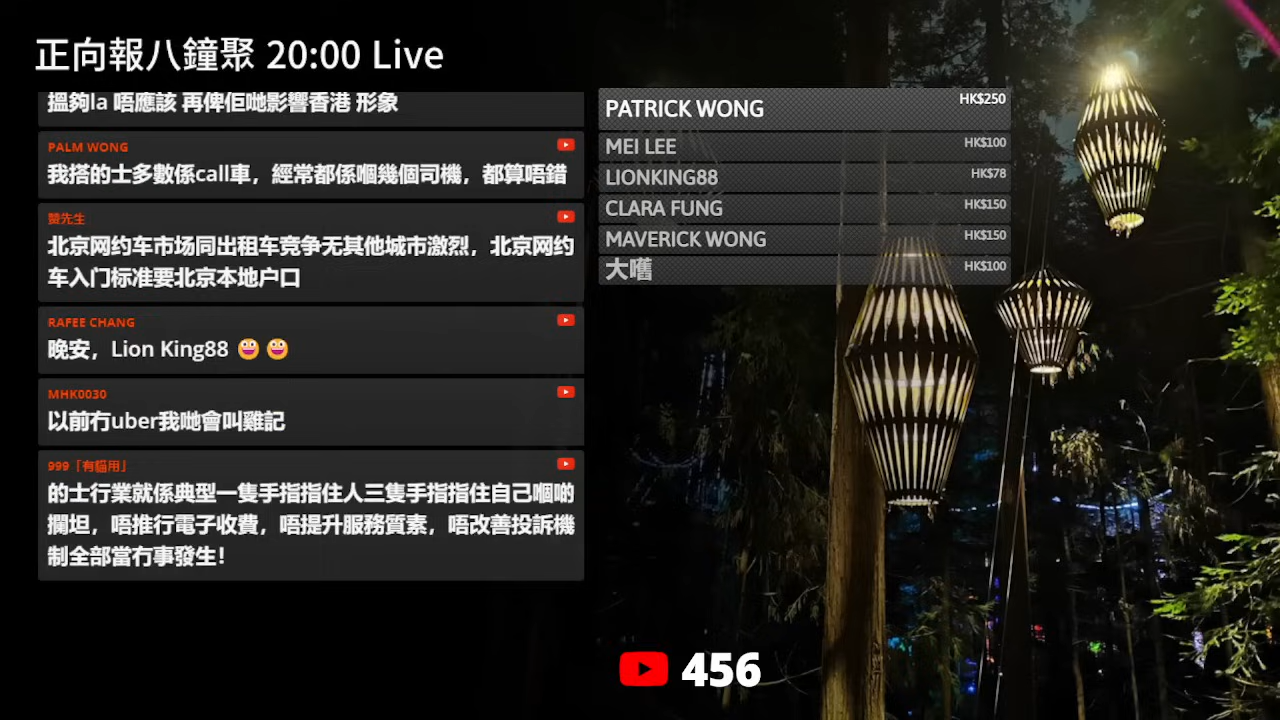 正向報八鐘聚 20:00 Live
搵夠la 唔應該 再俾佢哋影響香港 形象
PALM WONG
我搭的士多數係call車，經常都係嗰幾個司機，都算唔錯
贊先生
北京网约车市场同出租车竞争无其他城市激烈，北京网约
车入门标准要北京本地户口
RAFEE CHANG
晚安，Lion King88
MHK0030
以前冇uber我哋會叫雞記
999「有貓用」
的士行業就係典型一隻手指指住人三隻手指指住自己嗰啲
攔坦，唔推行電子收費，唔提升服務質素，唔改善投訴機
制全部當冇事發生！
PATRICK WONG HK$250
MEI LEE HK$100
LIONKING88 HK$78
CLARA FUNG HK$150
MAVERICK WONG HK$150
大嚿 HK$100
456